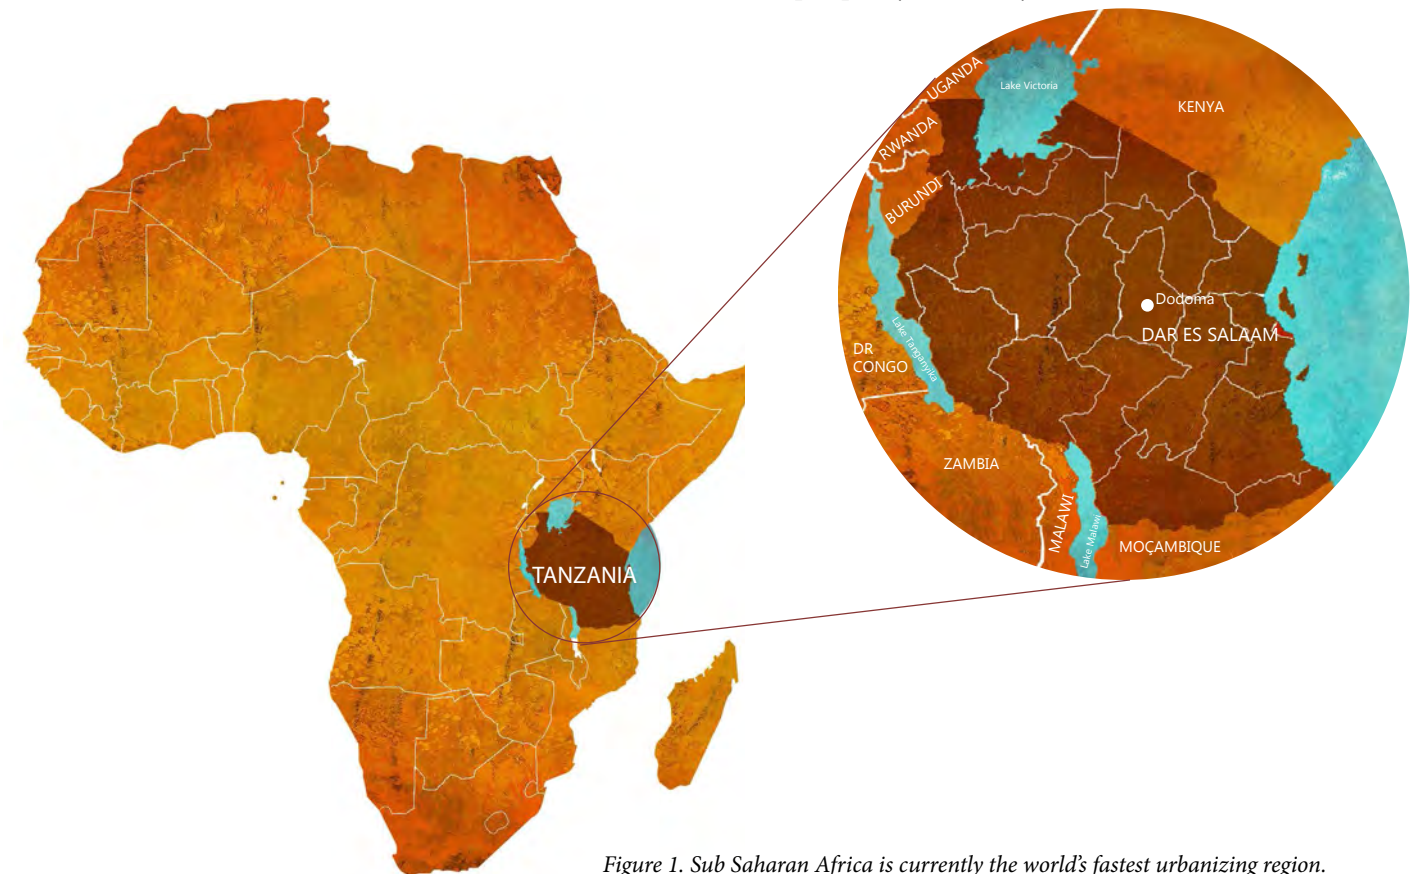 UGANDA
Lake Victoria
KENYA
RWANDA
BURUNDI
Dodoma
DAR ES SALAAM
Lake Tanganyika
DR
CONGO
ZAMBIA
MALAWI
Lake Malawi
MOÇAMBIQUE
TANZANIA
Figure 1. Sub Saharan Africa is currently the world's fastest urbanizing region.